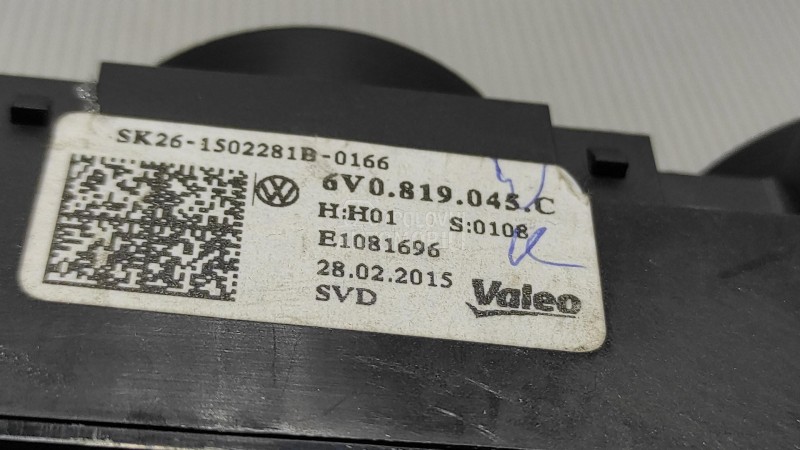 SK26-1502281B-0166
6V0.819.045.C
H:H01 S:0108
E1081696
28.02.2015
SVD
Valeo